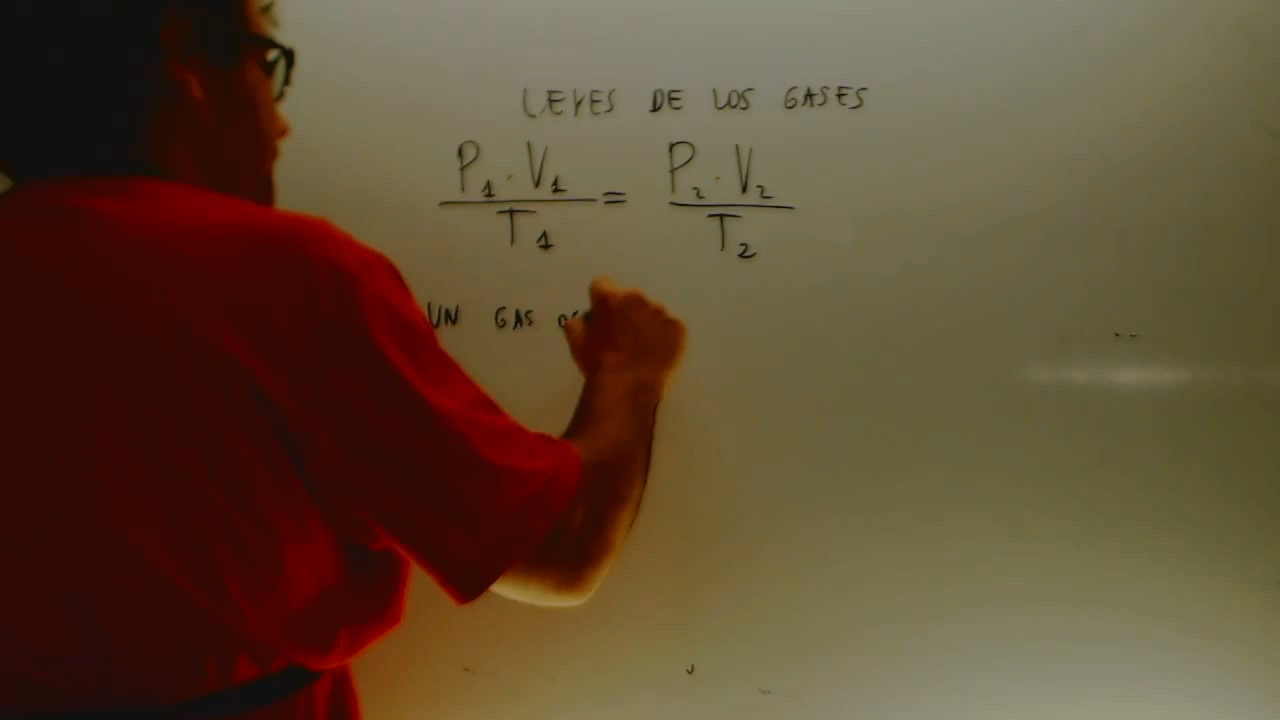 LEYES DE LOS GASES
P₁ · V₁ / T₁ = P₂ · V₂ / T₂
UN GAS